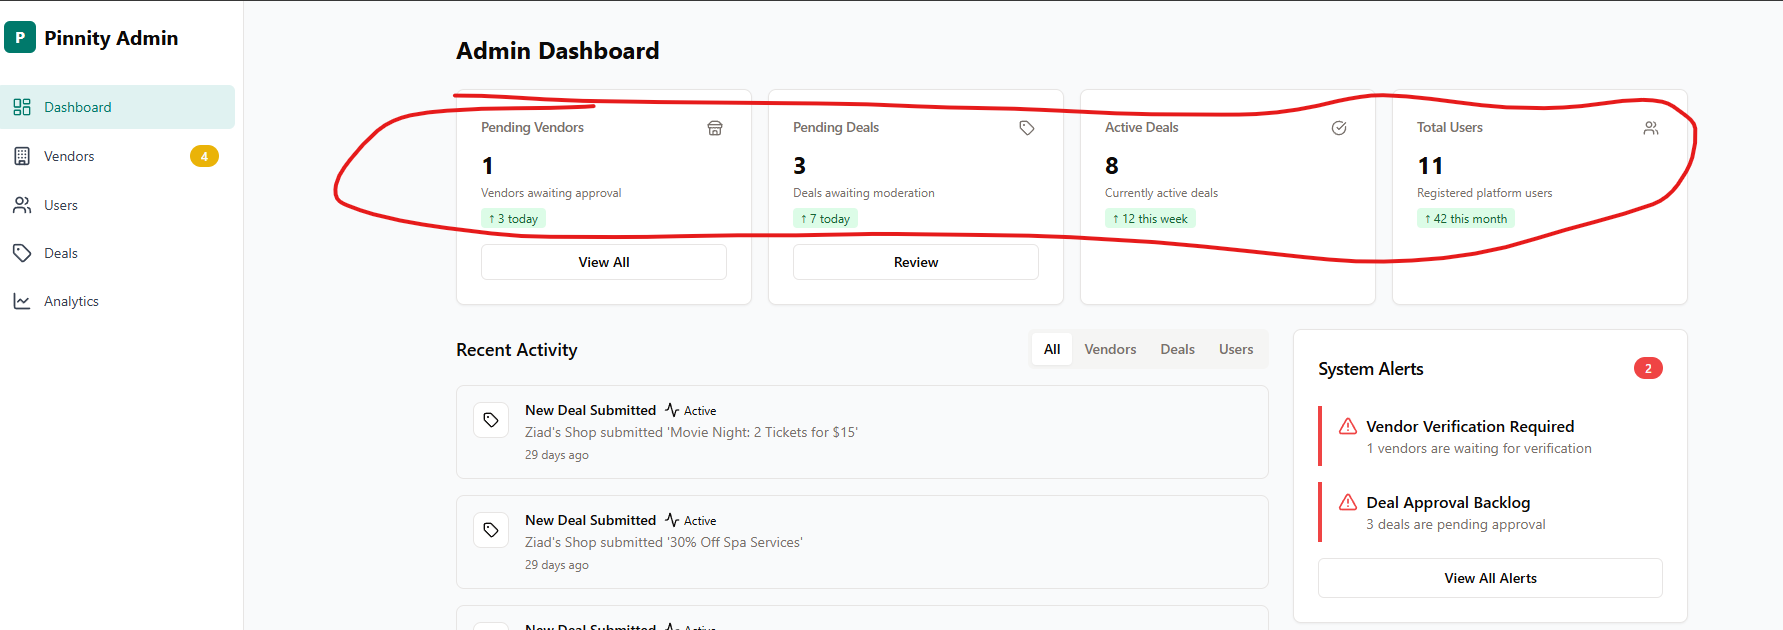 P Pinnity Admin
Dashboard
Vendors 4
Users
Deals
Analytics
Admin Dashboard
Pending Vendors
1
Vendors awaiting approval
↑ 3 today
View All
Pending Deals
3
Deals awaiting moderation
↑ 7 today
Review
Active Deals
8
Currently active deals
↑ 12 this week
Total Users
11
Registered platform users
↑ 42 this month
Recent Activity
All Vendors Deals Users
New Deal Submitted Active
Ziad's Shop submitted 'Movie Night: 2 Tickets for $15'
29 days ago
New Deal Submitted Active
Ziad's Shop submitted '30% Off Spa Services'
29 days ago
New Deal Submitted Active
System Alerts 2
Vendor Verification Required
1 vendors are waiting for verification
Deal Approval Backlog
3 deals are pending approval
View All Alerts